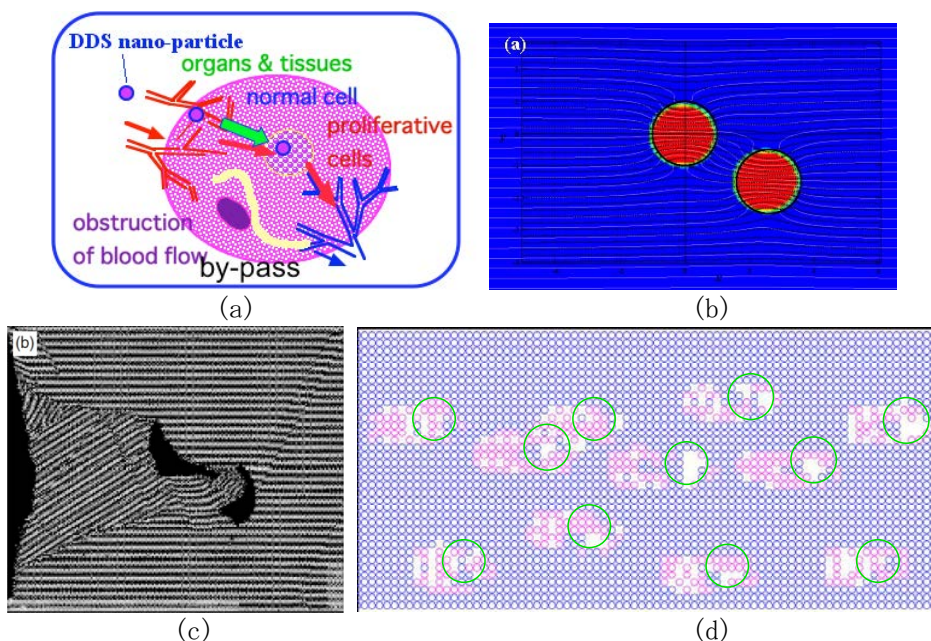 DDS nano-particle
organs & tissues
normal cell
proliferative
cells
obstruction
of blood flow
by-pass
(a)
(a)
(b)
(b)
(c)
(d)